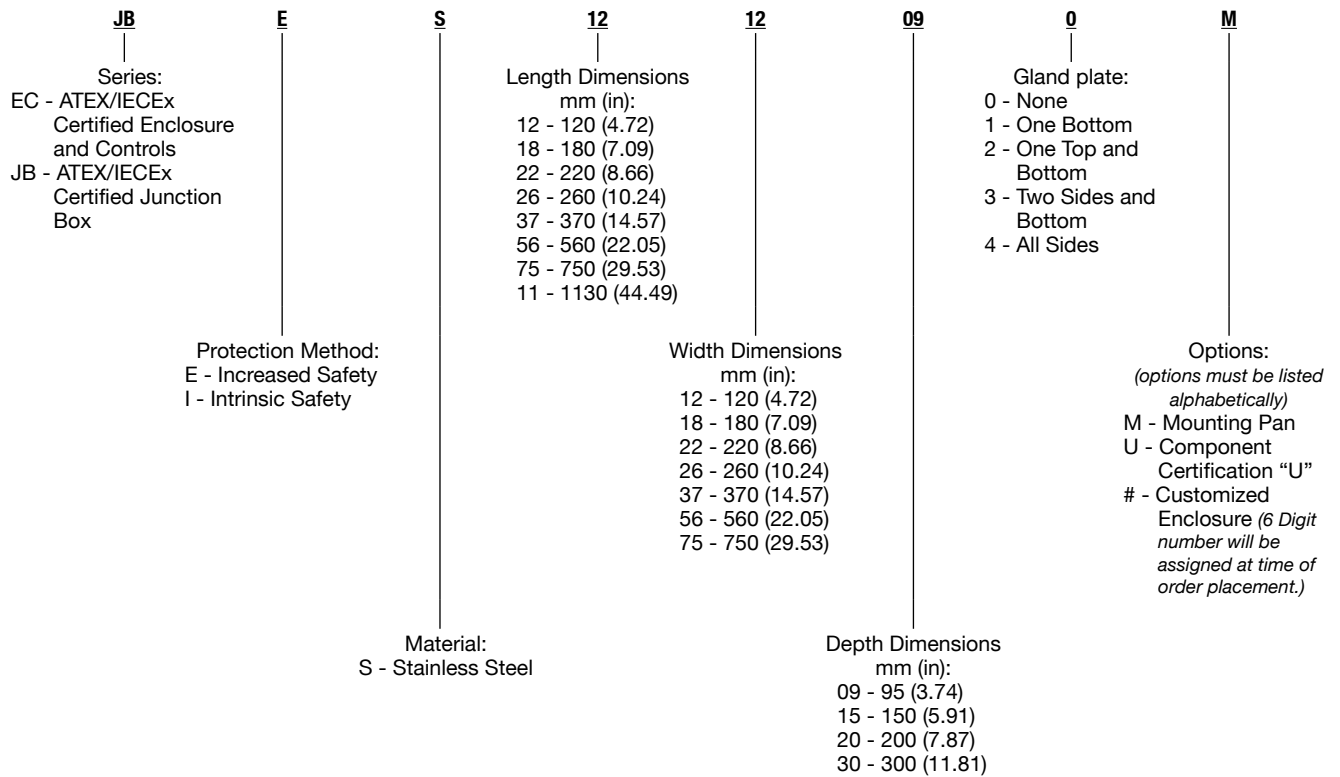 JB E S 12 12 09 0 M
Series:
EC - ATEX/IECEx
Certified Enclosure
and Controls
JB - ATEX/IECEx
Certified Junction
Box
Length Dimensions
mm (in):
12 - 120 (4.72)
18 - 180 (7.09)
22 - 220 (8.66)
26 - 260 (10.24)
37 - 370 (14.57)
56 - 560 (22.05)
75 - 750 (29.53)
11 - 1130 (44.49)
Gland plate:
0 - None
1 - One Bottom
2 - One Top and
Bottom
3 - Two Sides and
Bottom
4 - All Sides
Protection Method:
E - Increased Safety
I - Intrinsic Safety
Width Dimensions
mm (in):
12 - 120 (4.72)
18 - 180 (7.09)
22 - 220 (8.66)
26 - 260 (10.24)
37 - 370 (14.57)
56 - 560 (22.05)
75 - 750 (29.53)
Options:
(options must be listed
alphabetically)
M - Mounting Pan
U - Component
Certification “U”
# - Customized
Enclosure (6 Digit
number will be
assigned at time of
order placement.)
Material:
S - Stainless Steel
Depth Dimensions
mm (in):
09 - 95 (3.74)
15 - 150 (5.91)
20 - 200 (7.87)
30 - 300 (11.81)